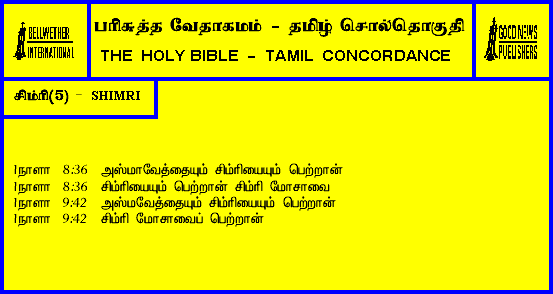 BELLWETHER
INTERNATIONAL
பரிசுத்த வேதாகமம் - தமிழ் சொல்தொகுதி
THE HOLY BIBLE - TAMIL CONCORDANCE
GOOD NEWS
PUBLISHERS
சிம்ரி(5) - SHIMRI
1நாளா 8:36 அஸ்மாவேத்தையும் சிம்ரியையும் பெற்றான்
1நாளா 8:36 சிம்ரியையும் பெற்றான் சிம்ரி மோசாவை
1நாளா 9:42 அஸ்மவேத்தையும் சிம்ரியையும் பெற்றான்
1நாளா 9:42 சிம்ரி மோசாவைப் பெற்றான்